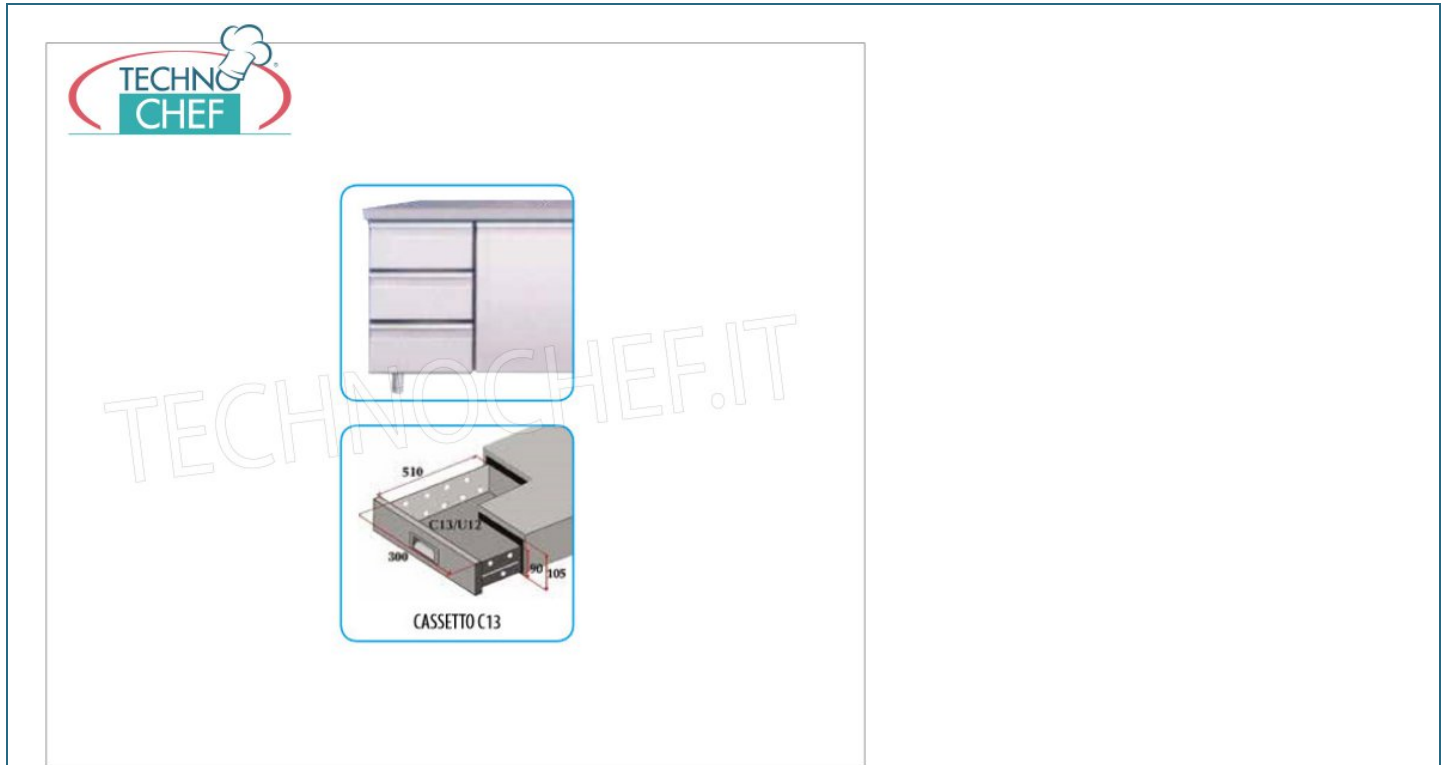 TECHNO
CHEF
®
TECHNOCHEF.IT
510
C13/U12
300
90
105
CASSETTO C13